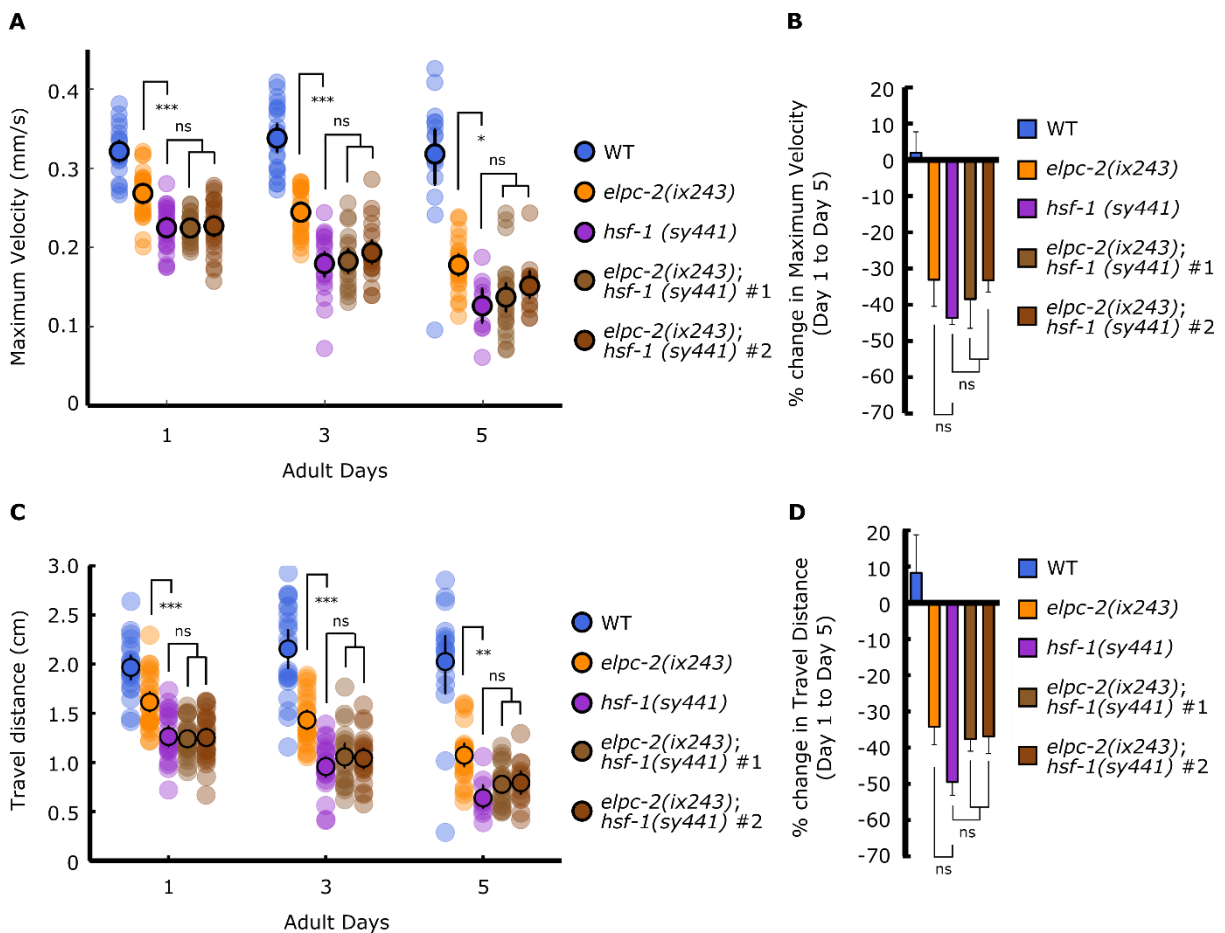 A
Maximum Velocity (mm/s)
0.4
0.3
0.2
0.1
0
***
ns
***
ns
*
ns
1
3
5
Adult Days
WT
elpc-2(ix243)
hsf-1 (sy441)
elpc-2(ix243);
hsf-1 (sy441) #1
elpc-2(ix243);
hsf-1 (sy441) #2
B
% change in Maximum Velocity
(Day 1 to Day 5)
20
10
0
-10
-20
-30
-40
-50
-60
-70
ns
ns
WT
elpc-2(ix243)
hsf-1 (sy441)
elpc-2(ix243);
hsf-1 (sy441) #1
elpc-2(ix243);
hsf-1 (sy441) #2
C
Travel distance (cm)
3.0
2.5
2.0
1.5
1.0
0.5
0
***
ns
***
ns
**
ns
1
3
5
Adult Days
WT
elpc-2(ix243)
hsf-1(sy441)
elpc-2(ix243);
hsf-1(sy441) #1
elpc-2(ix243);
hsf-1(sy441) #2
D
% change in Travel Distance
(Day 1 to Day 5)
20
10
0
-10
-20
-30
-40
-50
-60
-70
ns
ns
WT
elpc-2(ix243)
hsf-1(sy441)
elpc-2(ix243);
hsf-1(sy441) #1
elpc-2(ix243);
hsf-1(sy441) #2